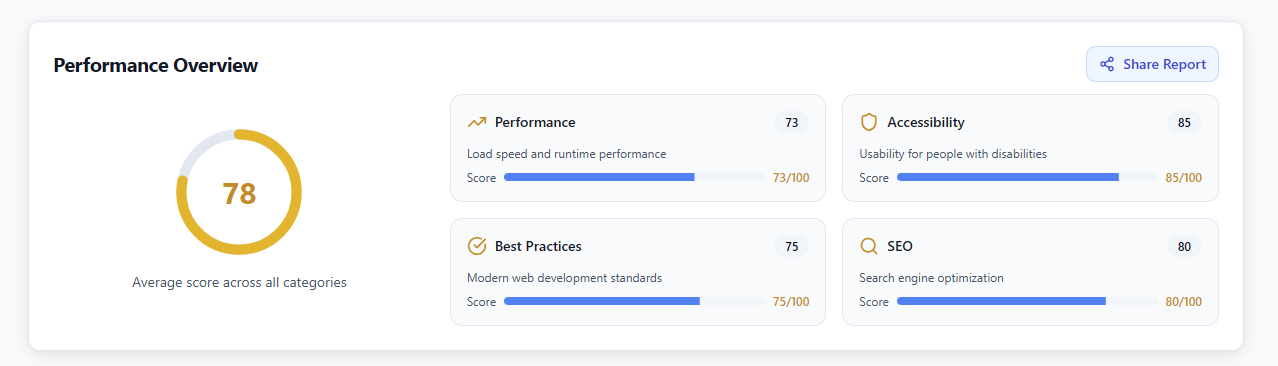 Performance Overview
Share Report
78
Average score across all categories
Performance
73
Load speed and runtime performance
Score
73/100
Accessibility
85
Usability for people with disabilities
Score
85/100
Best Practices
75
Modern web development standards
Score
75/100
SEO
80
Search engine optimization
Score
80/100